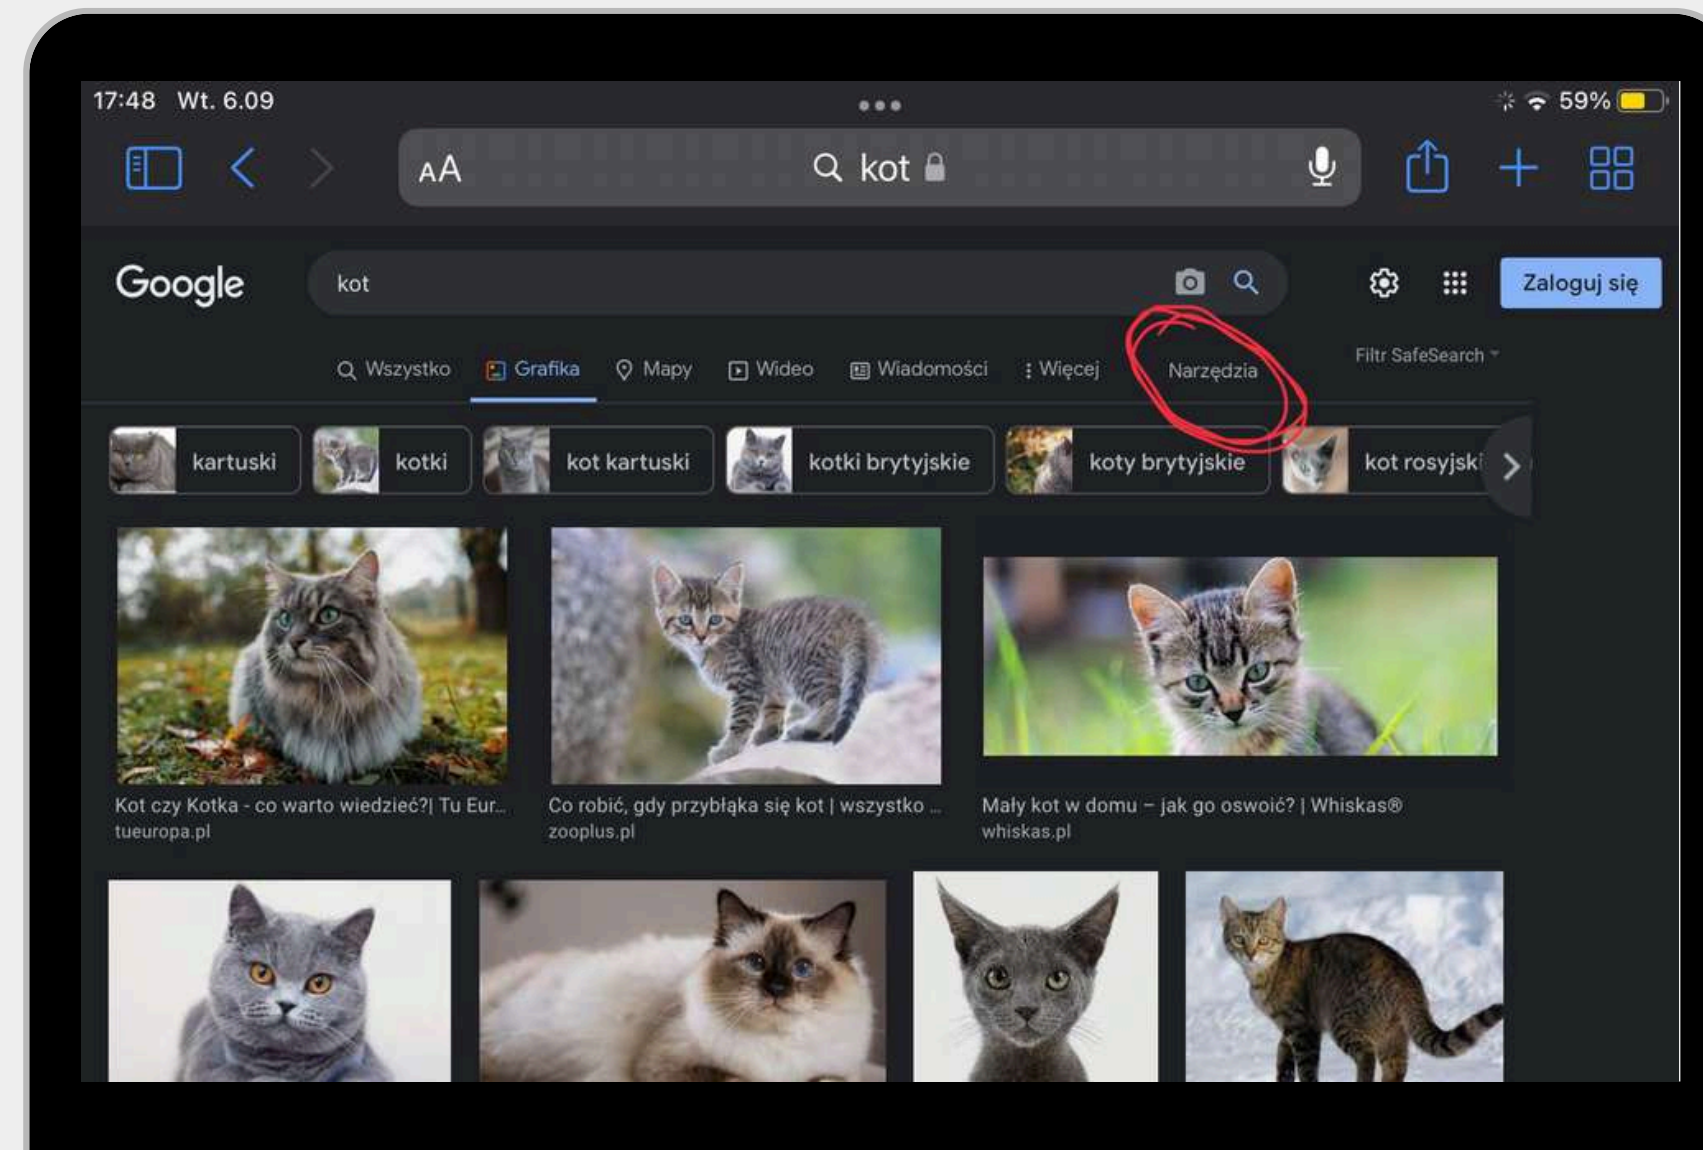 17:48 Wt. 6.09
59%
AA
kot
Google
kot
Zaloguj się
Wszystko
Grafika
Mapy
Wideo
Wiadomości
Więcej
Narzędzia
Filtr SafeSearch
kartuski
kotki
kot kartuski
kotki brytyjskie
koty brytyjskie
kot rosyjski
Kot czy Kotka - co warto wiedzieć?| Tu Eur...
tueuropa.pl
Co robić, gdy przybłąka się kot | wszystko ...
zooplus.pl
Mały kot w domu – jak go oswoić? | Whiskas®
whiskas.pl